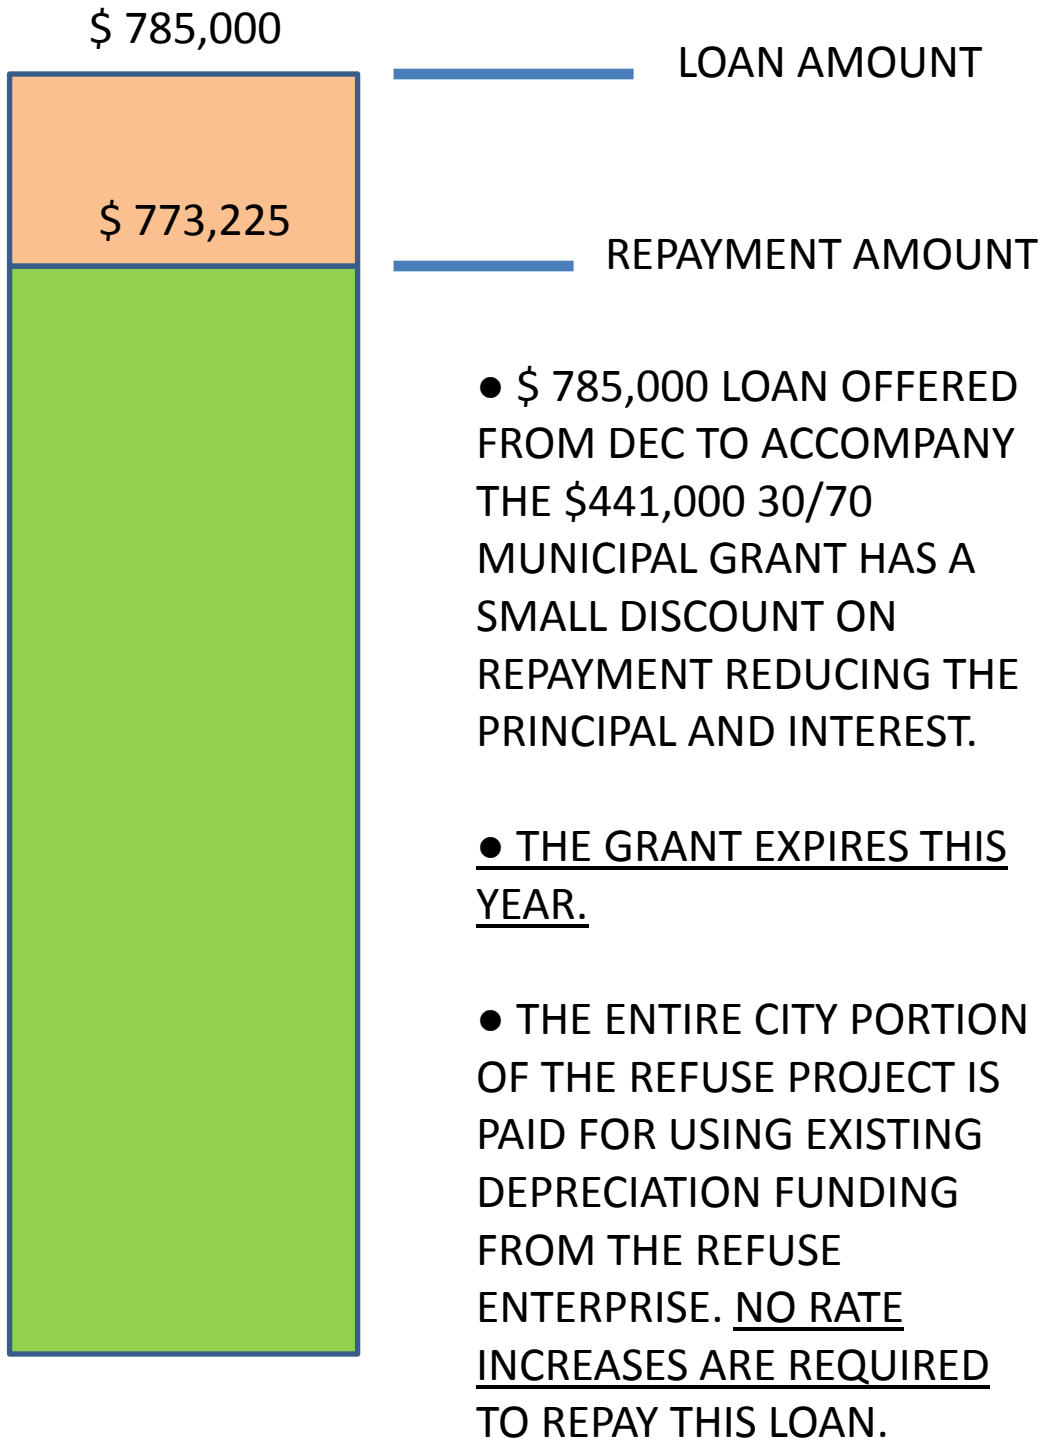 $ 785,000
LOAN AMOUNT
$ 773,225
REPAYMENT AMOUNT
● $ 785,000 LOAN OFFERED
FROM DEC TO ACCOMPANY
THE $441,000 30/70
MUNICIPAL GRANT HAS A
SMALL DISCOUNT ON
REPAYMENT REDUCING THE
PRINCIPAL AND INTEREST.
● THE GRANT EXPIRES THIS
YEAR.
● THE ENTIRE CITY PORTION
OF THE REFUSE PROJECT IS
PAID FOR USING EXISTING
DEPRECIATION FUNDING
FROM THE REFUSE
ENTERPRISE. NO RATE
INCREASES ARE REQUIRED
TO REPAY THIS LOAN.